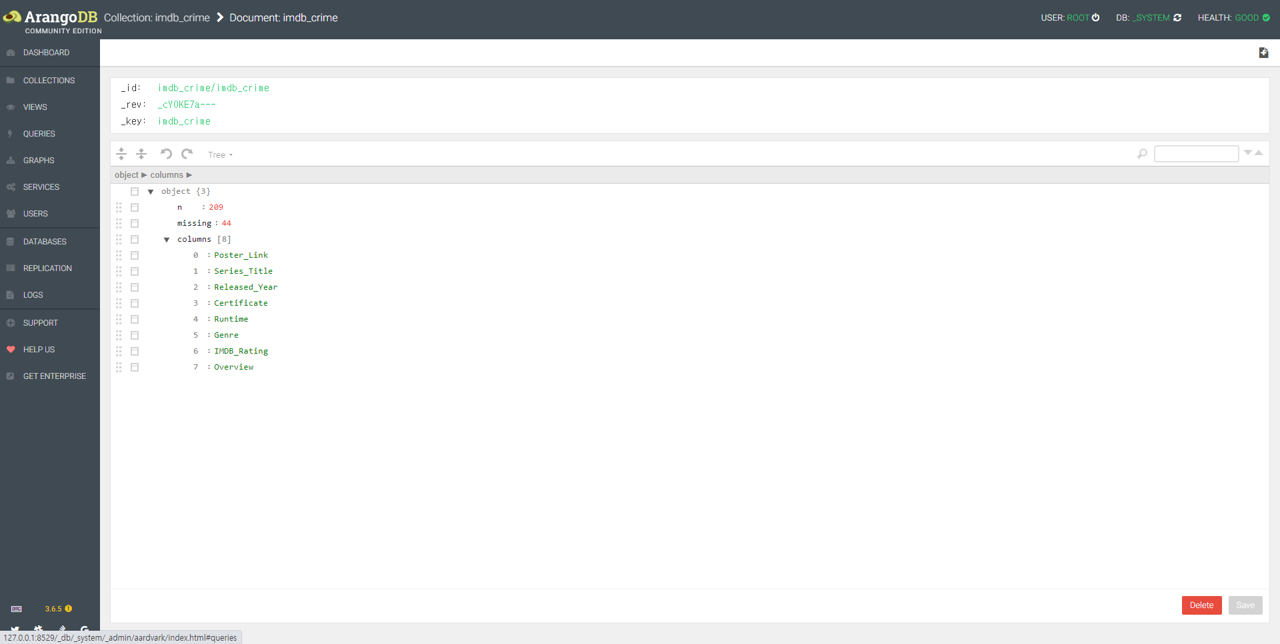 ArangoDB Collection: imdb_crime Document: imdb_crime USER: ROOT DB: _SYSTEM HEALTH: GOOD
COMMUNITY EDITION
DASHBOARD
COLLECTIONS
VIEWS
QUERIES
GRAPHS
SERVICES
USERS
DATABASES
REPLICATION
LOGS
SUPPORT
HELP US
GET ENTERPRISE
_id: imdb_crime/imdb_crime
_rev: _cYOKE7a---
_key: imdb_crime
Tree
object ▶ columns ▶
object {3}
n : 209
missing : 44
columns [8]
0 : Poster_Link
1 : Series_Title
2 : Released_Year
3 : Certificate
4 : Runtime
5 : Genre
6 : IMDB_Rating
7 : Overview
Delete Save
3.6.5
127.0.0.1:8529/_db/_system/_admin/aardvark/index.html#queries